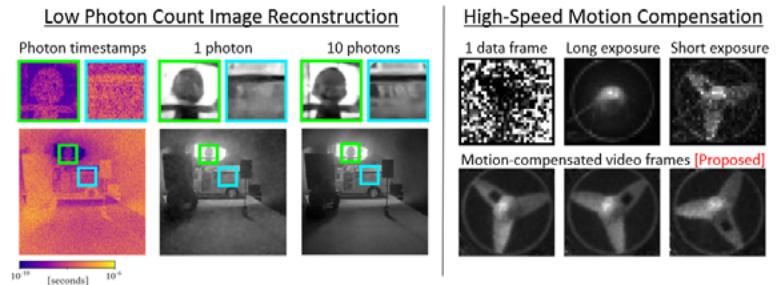 Low Photon Count Image Reconstruction
Photon timestamps
1 photon
10 photons
10⁻¹⁰
[seconds]
10⁻⁶
High-Speed Motion Compensation
1 data frame
Long exposure
Short exposure
Motion-compensated video frames [Proposed]